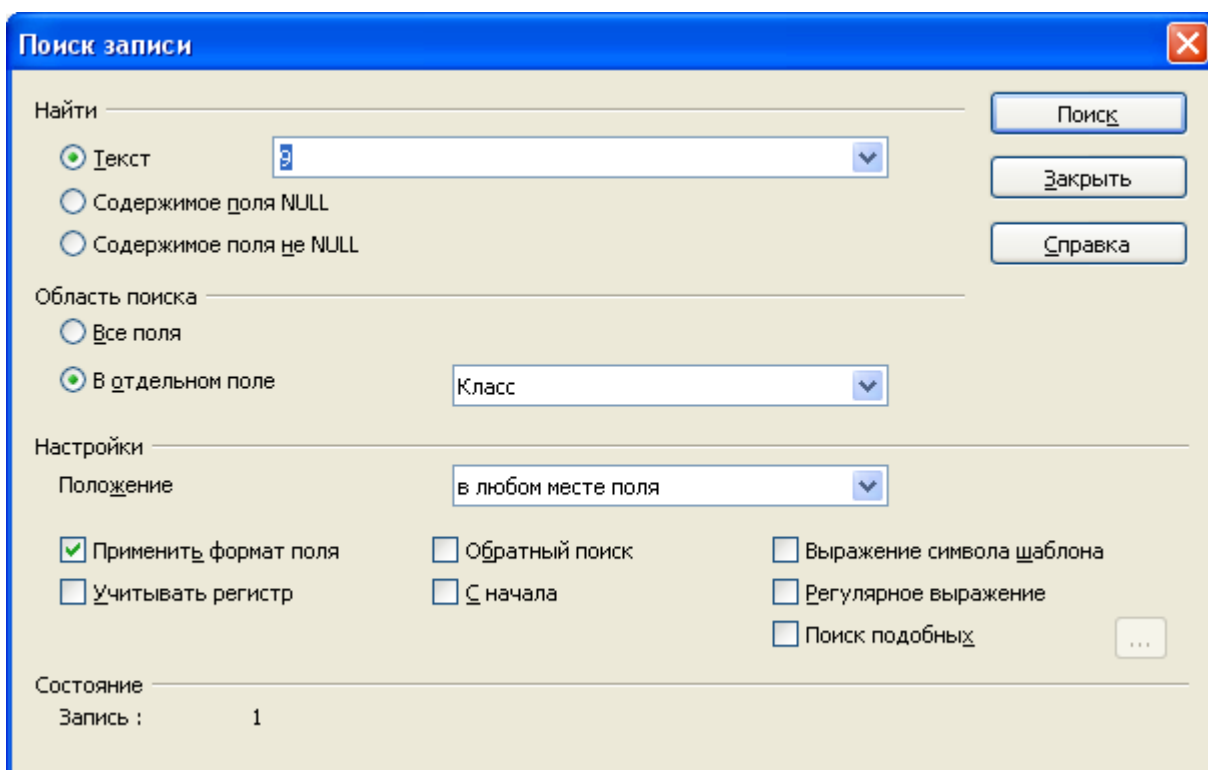 Поиск записи
Найти
Поиск
Текст 9
Закрыть
Содержимое поля NULL
Содержимое поля не NULL
Справка
Область поиска
Все поля
В отдельном поле Класс
Настройки
Положение в любом месте поля
Применить формат поля Обратный поиск Выражение символа шаблона
Учитывать регистр С начала Регулярное выражение
Поиск подобных ...
Состояние
Запись : 1